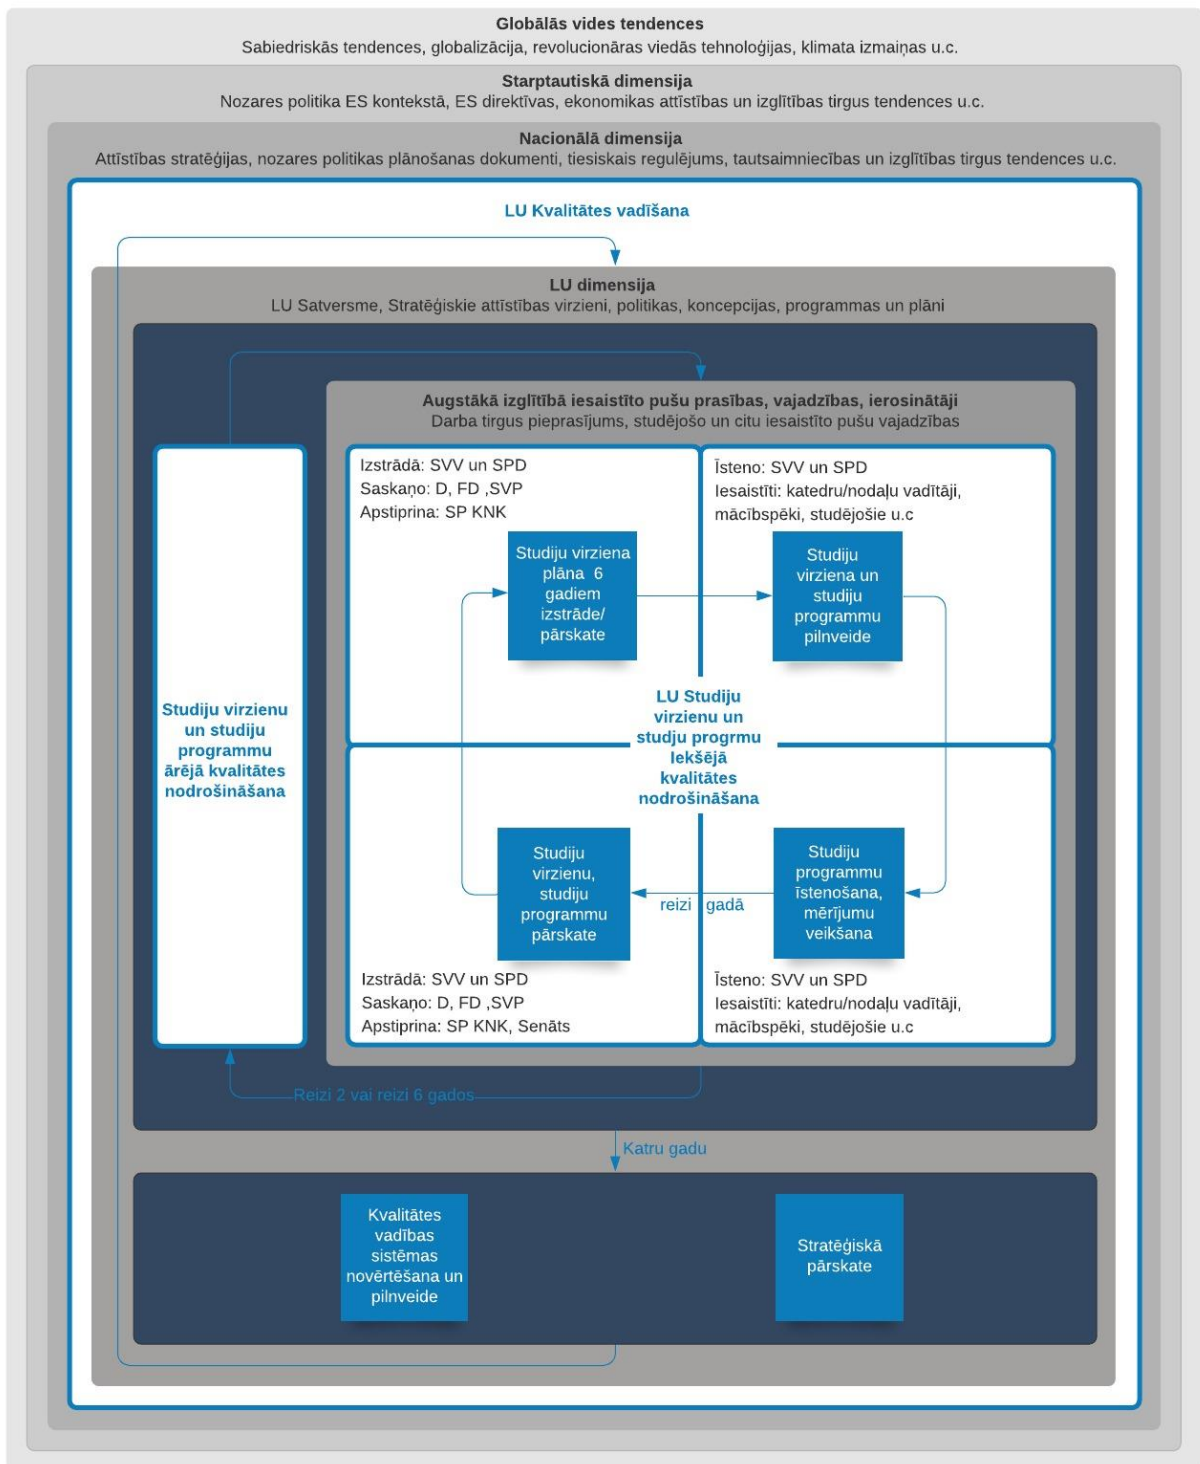 Globālās vides tendences
Sabiedriskās tendences, globalizācija, revolucionāras viedās tehnoloģijas, klimata izmaiņas u.c.
Starptautiskā dimensija
Nozares politika ES kontekstā, ES direktīvas, ekonomikas attīstības un izglītības tirgus tendences u.c.
Nacionālā dimensija
Attīstības stratēģijas, nozares politikas plānošanas dokumenti, tiesiskais regulējums, tautsaimniecības un izglītības tirgus tendences u.c.
LU Kvalitātes vadīšana
LU dimensija
LU Satversme, Stratēģiskie attīstības virzieni, politikas, koncepcijas, programmas un plāni
Augstākā izglītībā iesaistīto pušu prasības, vajadzības, ierosinātāji
Darba tirgus pieprasījums, studējošo un citu iesaistīto pušu vajadzības
Izstrādā: SVV un SPD
Saskaņo: D, FD ,SVP
Apstiprina: SP KNK
Īsteno: SVV un SPD
Iesaistīti: katedru/nodaļu vadītāji,
mācībspēki, studējošie u.c
Studiju virziena
plāna 6
gadiem
izstrāde/
pārskate
Studiju
virziena un
studiju
programmu
pilnveide
Studiju virzienu
un studiju
programmu
ārējā kvalitātes
nodrošināšana
LU Studiju
virzienu un
studju progrmu
Iekšējā
kvalitātes
nodrošināšana
Studiju
virzienu,
studiju
programmu
pārskate
reizi gadā
Studiju
programmu
īstenošana,
mērījumu
veikšana
Izstrādā: SVV un SPD
Saskaņo: D, FD ,SVP
Apstiprina: SP KNK, Senāts
Īsteno: SVV un SPD
Iesaistīti: katedru/nodaļu vadītāji,
mācībspēki, studējošie u.c
Reizi 2 vai reizi 6 gados
Katru gadu
Kvalitātes
vadības
sistēmas
novērtēšana un
pilnveide
Stratēģiskā
pārskate